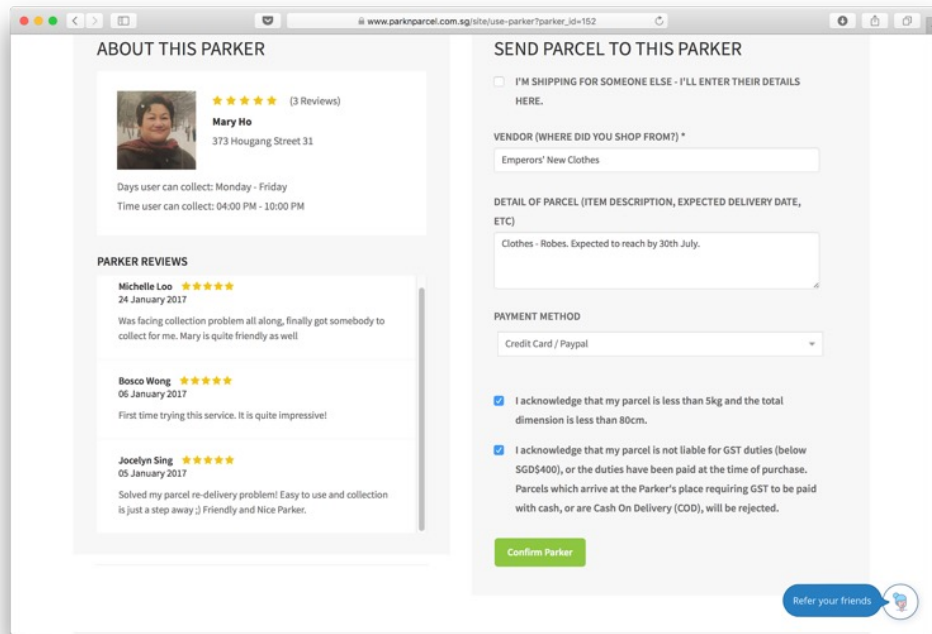 www.parknparcel.com.sg/site/use-parker?parker_id=152
ABOUT THIS PARKER
(3 Reviews)
Mary Ho
373 Hougang Street 31
Days user can collect: Monday - Friday
Time user can collect: 04:00 PM - 10:00 PM
PARKER REVIEWS
Michelle Loo
24 January 2017
Was facing collection problem all along, finally got somebody to
collect for me. Mary is quite friendly as well
Bosco Wong
06 January 2017
First time trying this service. It is quite impressive!
Jocelyn Sing
05 January 2017
Solved my parcel re-delivery problem! Easy to use and collection
is just a step away ;) Friendly and Nice Parker.
SEND PARCEL TO THIS PARKER
I'M SHIPPING FOR SOMEONE ELSE - I'LL ENTER THEIR DETAILS
HERE.
VENDOR (WHERE DID YOU SHOP FROM?) *
Emperors' New Clothes
DETAIL OF PARCEL (ITEM DESCRIPTION, EXPECTED DELIVERY DATE,
ETC)
Clothes - Robes. Expected to reach by 30th July.
PAYMENT METHOD
Credit Card / Paypal
I acknowledge that my parcel is less than 5kg and the total
dimension is less than 80cm.
I acknowledge that my parcel is not liable for GST duties (below
SGD$400), or the duties have been paid at the time of purchase.
Parcels which arrive at the Parker's place requiring GST to be paid
with cash, or are Cash On Delivery (COD), will be rejected.
Confirm Parker
Refer your friends